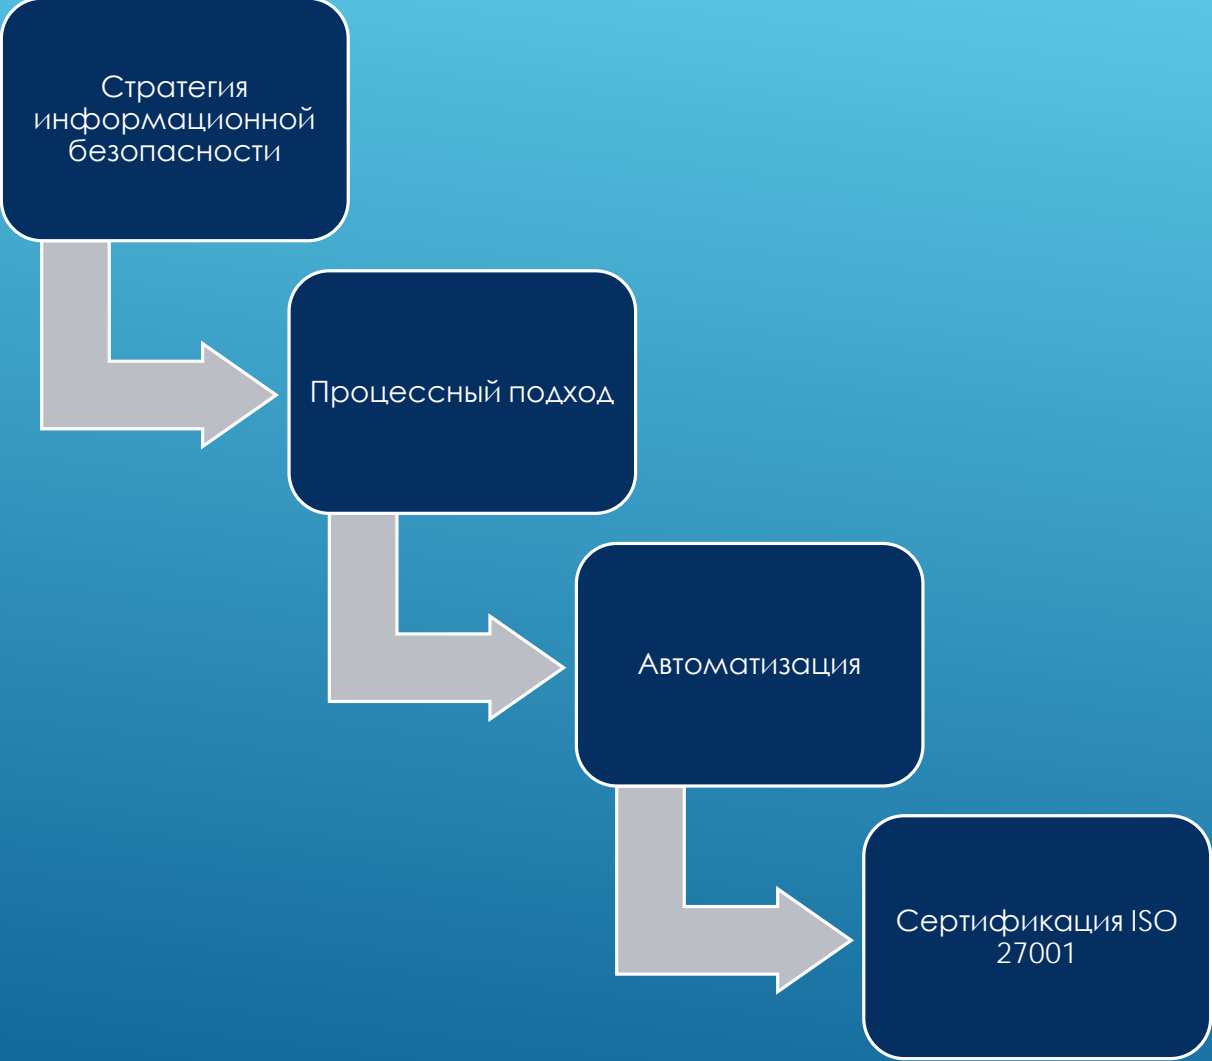 Стратегия
информационной
безопасности
Процессный подход
Автоматизация
Сертификация ISO
27001